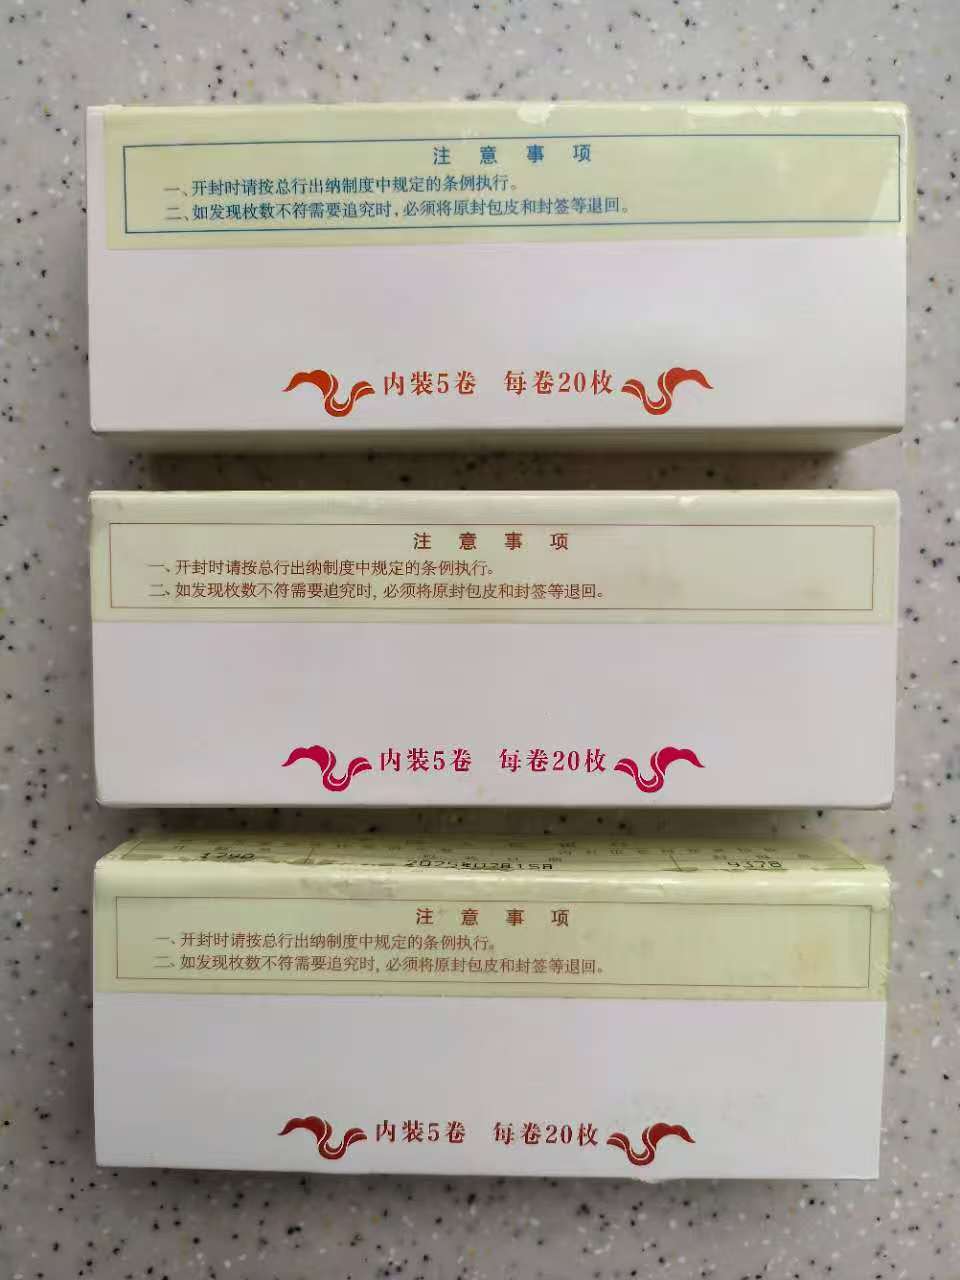 注意事项
一、开封时请按总行出纳制度中规定的条例执行。
二、如发现枚数不符需要追究时，必须将原封包皮和封签等退回。
内装5卷 每卷20枚
注意事项
一、开封时请按总行出纳制度中规定的条例执行。
二、如发现枚数不符需要追究时，必须将原封包皮和封签等退回。
内装5卷 每卷20枚
注意事项
一、开封时请按总行出纳制度中规定的条例执行。
二、如发现枚数不符需要追究时，必须将原封包皮和封签等退回。
内装5卷 每卷20枚